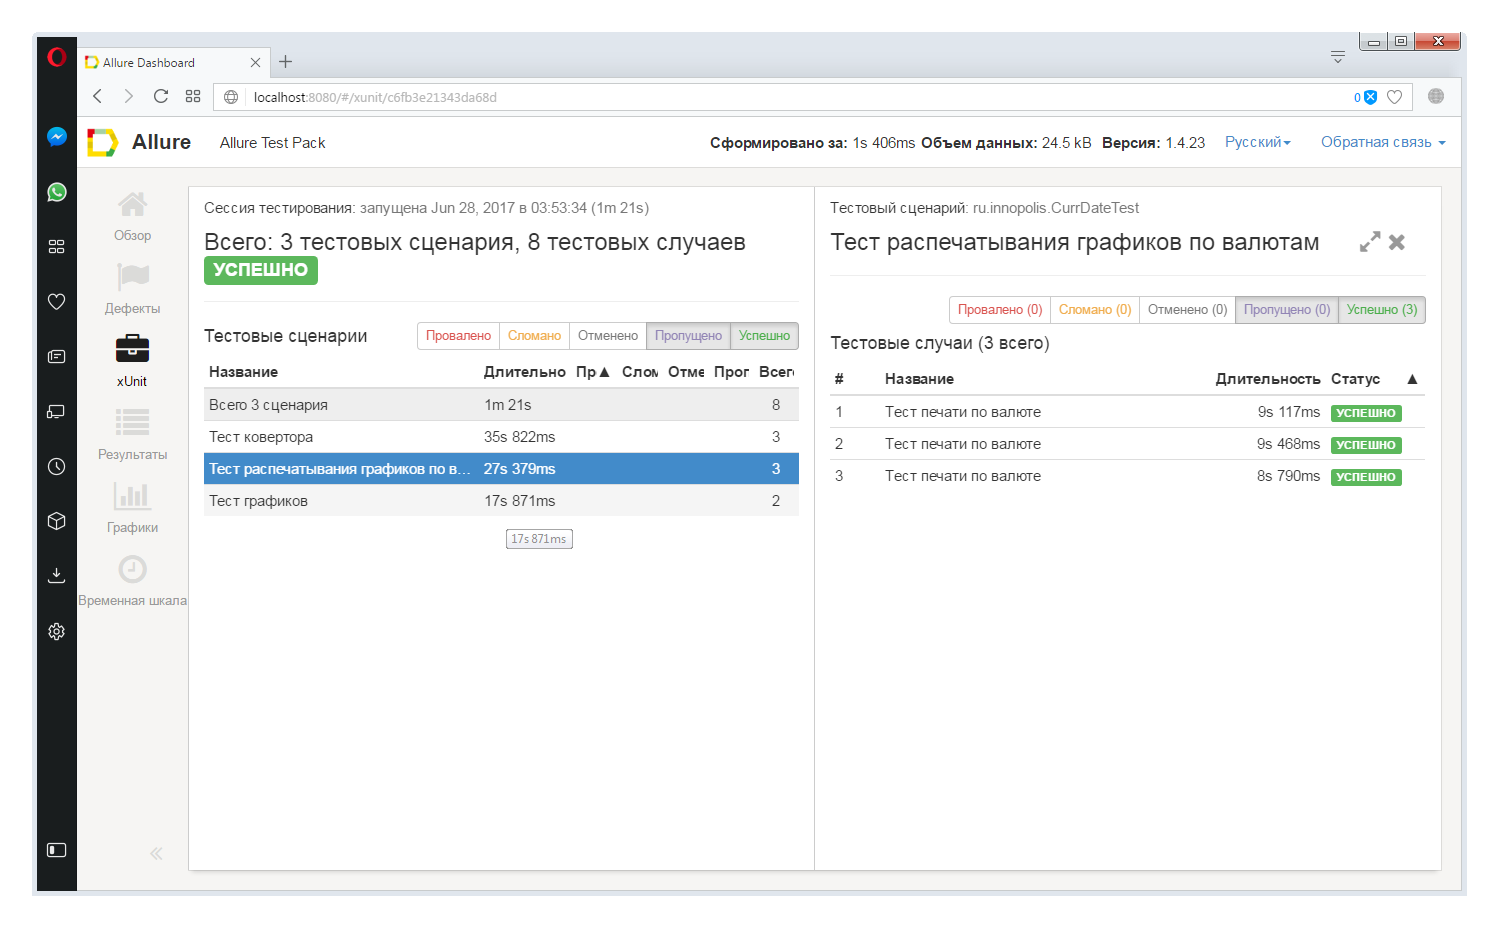 Allure Dashboard
localhost:8080/#/xunit/c6fb3e21343da68d
0
Allure
Allure Test Pack
Сформировано за: 1s 406ms Объем данных: 24.5 kB Версия: 1.4.23
Русский
Обратная связь
Обзор
Дефекты
xUnit
Результаты
Графики
Временная шкала
Сессия тестирования: запущена Jun 28, 2017 в 03:53:34 (1m 21s)
Всего: 3 тестовых сценария, 8 тестовых случаев
УСПЕШНО
Тестовые сценарии
Провалено Сломано Отменено Пропущено Успешно
Название Длительно Пр▲ Слом Отме Проп Всег
Всего 3 сценария 1m 21s 8
Тест ковертора 35s 822ms 3
Тест распечатывания графиков по в... 27s 379ms 3
Тест графиков 17s 871ms 2
17s 871ms
Тестовый сценарий: ru.innopolis.CurrDateTest
Тест распечатывания графиков по валютам
Провалено (0) Сломано (0) Отменено (0) Пропущено (0) Успешно (3)
Тестовые случаи (3 всего)
# Название Длительность Статус ▲
1 Тест печати по валюте 9s 117ms УСПЕШНО
2 Тест печати по валюте 9s 468ms УСПЕШНО
3 Тест печати по валюте 8s 790ms УСПЕШНО